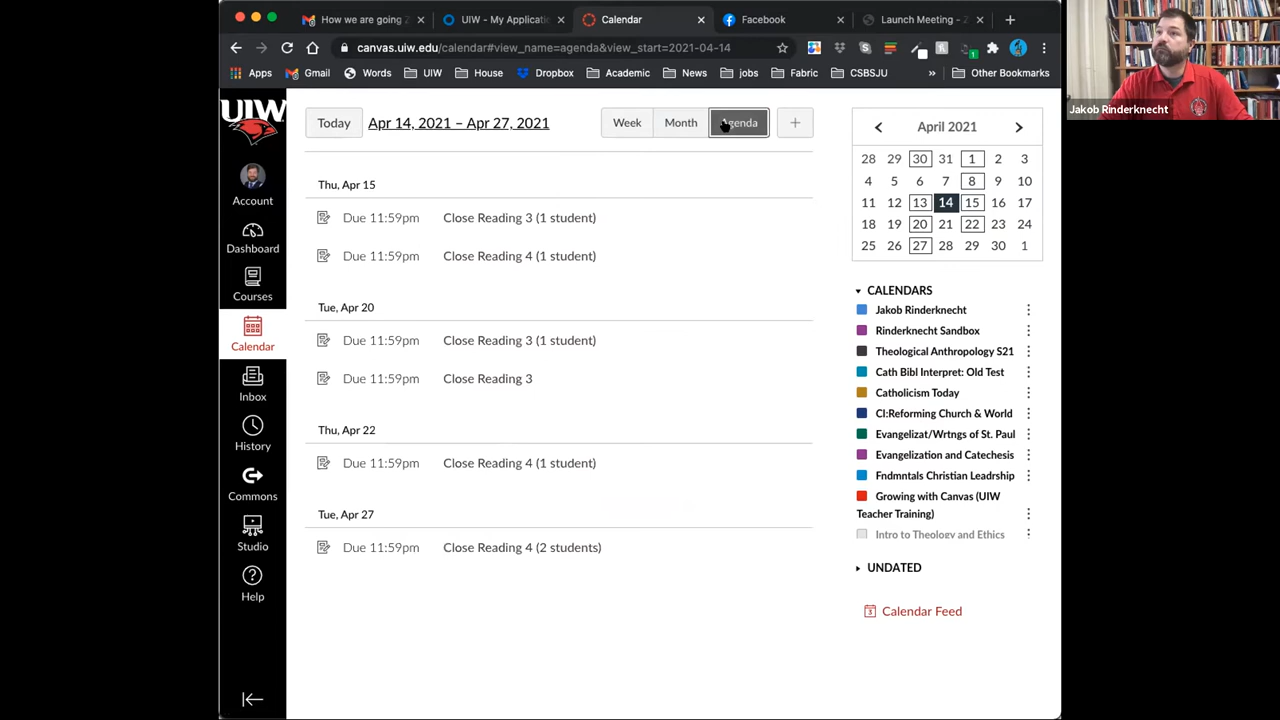 How we are going Z
UIW - My Applicatio
Calendar
Facebook
Launch Meeting - Z
canvas.uiw.edu/calendar#view_name=agenda&view_start=2021-04-14
Apps
Gmail
Words
UIW
House
Dropbox
Academic
News
jobs
Fabric
CSBSJU
»
Other Bookmarks
Jakob Rinderknecht
UIW
Account
Dashboard
Courses
Calendar
Inbox
History
Commons
Studio
Help
Today
Apr 14, 2021 – Apr 27, 2021
Week
Month
Agenda
Thu, Apr 15
Due 11:59pm Close Reading 3 (1 student)
Due 11:59pm Close Reading 4 (1 student)
Tue, Apr 20
Due 11:59pm Close Reading 3 (1 student)
Due 11:59pm Close Reading 3
Thu, Apr 22
Due 11:59pm Close Reading 4 (1 student)
Tue, Apr 27
Due 11:59pm Close Reading 4 (2 students)
April 2021
28 29 30 31 1 2 3
4 5 6 7 8 9 10
11 12 13 14 15 16 17
18 19 20 21 22 23 24
25 26 27 28 29 30 1
CALENDARS
Jakob Rinderknecht
Rinderknecht Sandbox
Theological Anthropology S21
Cath Bibl Interpret: Old Test
Catholicism Today
CI:Reforming Church & World
Evangelizat/Wrtngs of St. Paul
Evangelization and Catechesis
Fndmntals Christian Leadrship
Growing with Canvas (UIW
Teacher Training)
Intro to Theology and Ethics
UNDATED
Calendar Feed